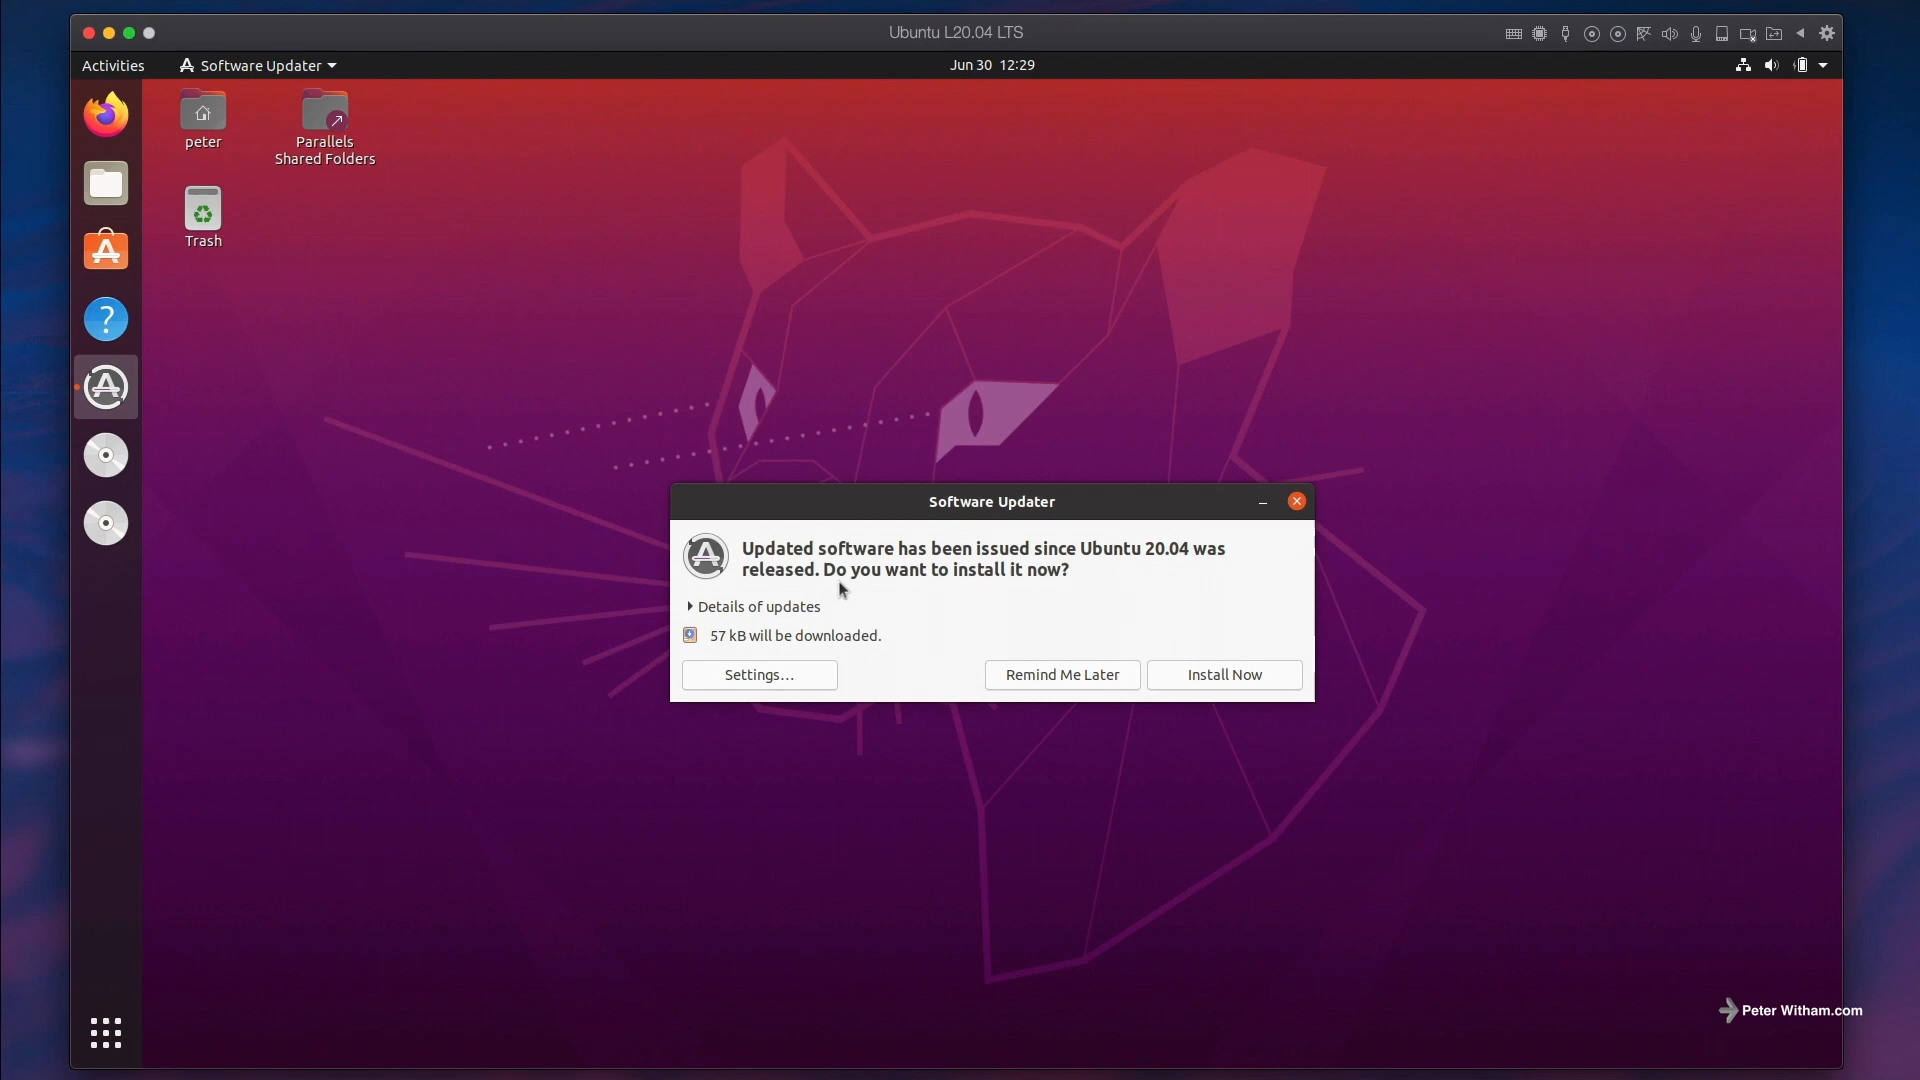 Ubuntu L20.04 LTS
Activities
Software Updater
Jun 30 12:29
peter
Parallels
Shared Folders
Trash
?
Software Updater
Updated software has been issued since Ubuntu 20.04 was
released. Do you want to install it now?
Details of updates
57 kB will be downloaded.
Settings…
Remind Me Later
Install Now
Peter Witham.com